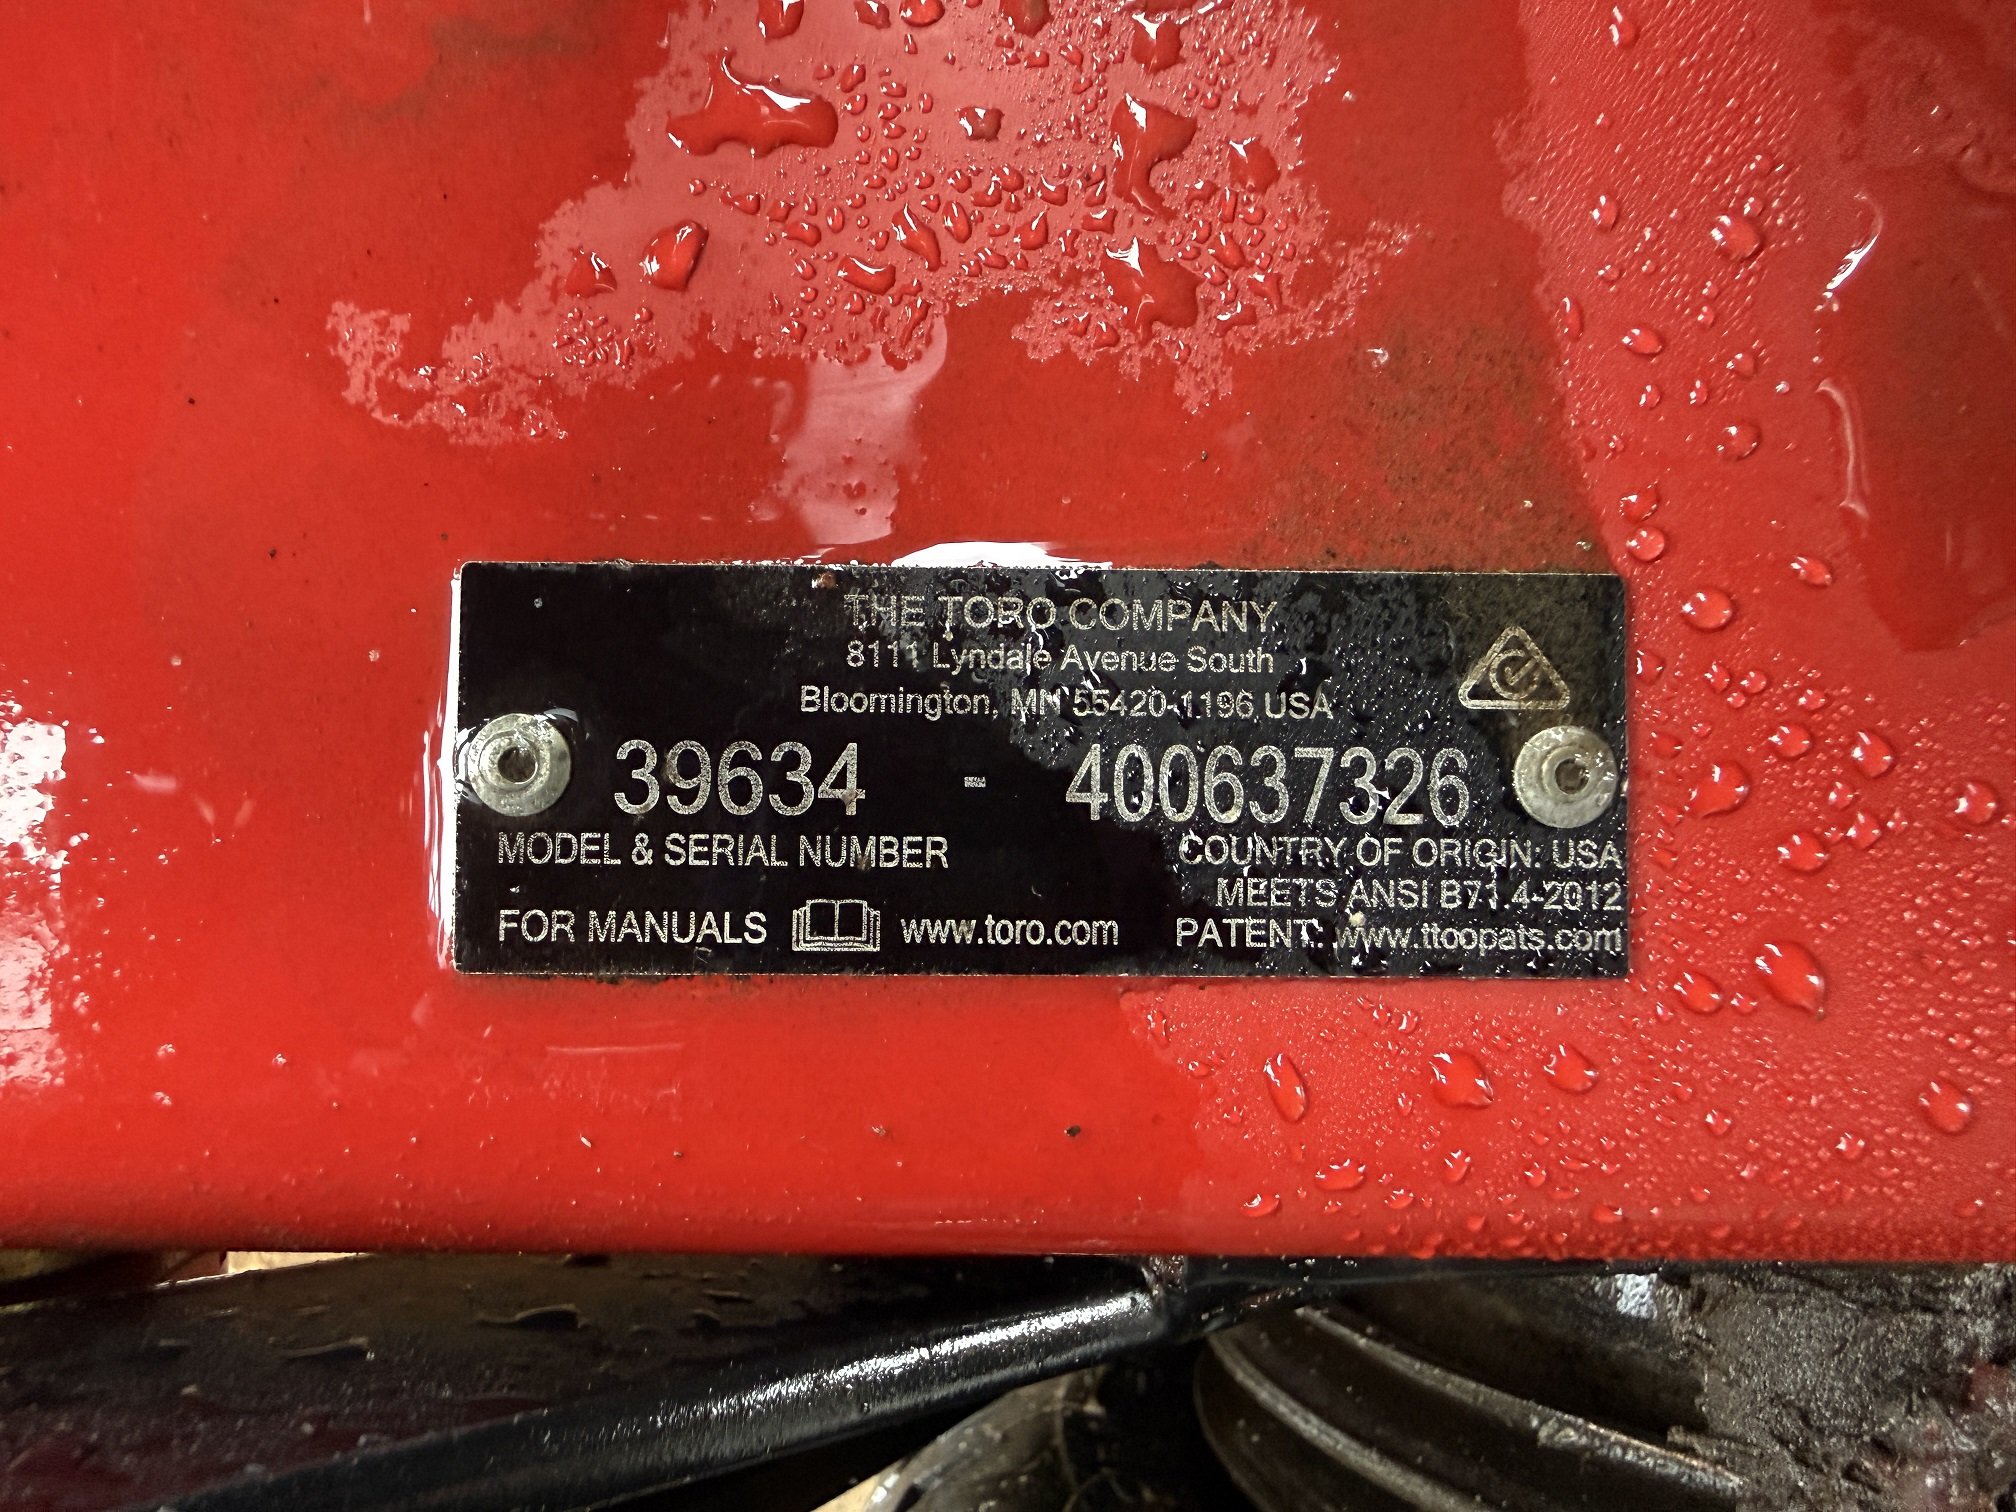 THE TORO COMPANY
8111 Lyndale Avenue South
Bloomington, MN 55420-1196 USA
39634 - 400637326
MODEL & SERIAL NUMBER
COUNTRY OF ORIGIN: USA
MEETS ANSI B71.4-2012
FOR MANUALS www.toro.com
PATENT: www.ttcopats.com